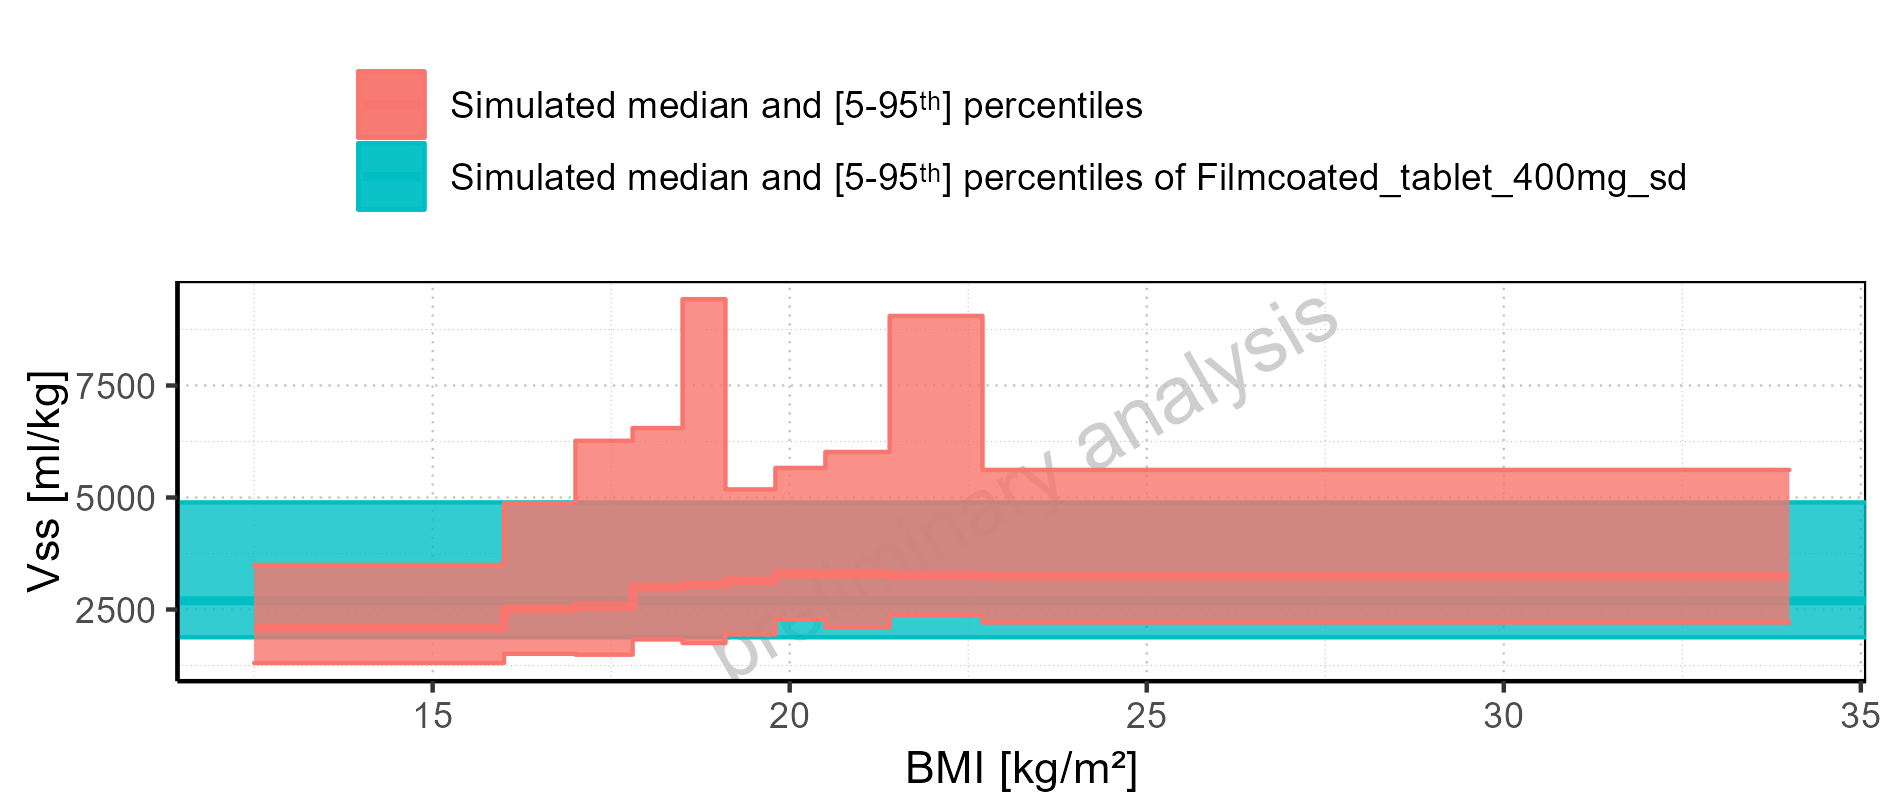 Simulated median and [5-95ᵗʰ] percentiles
Simulated median and [5-95ᵗʰ] percentiles of Filmcoated_tablet_400mg_sd
Vss [ml/kg]
7500
5000
2500
preliminary analysis
15 20 25 30 35
BMI [kg/m²]